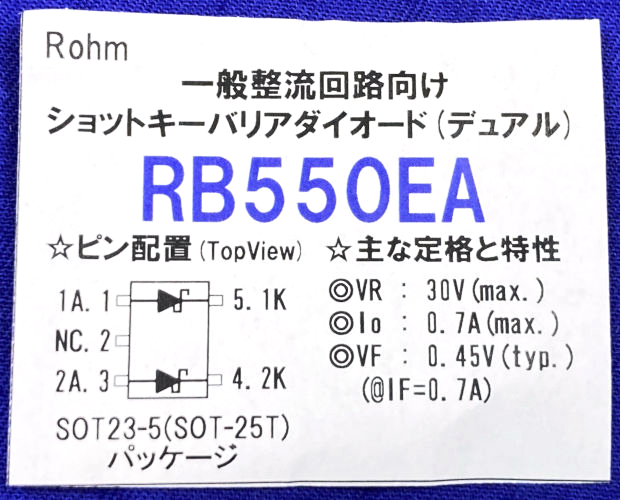 Rohm
一般整流回路向け
ショットキーバリアダイオード(デュアル)
RB550EA
☆ピン配置(TopView)
1A. 1
5. 1K
NC. 2
2A. 3
4. 2K
SOT23-5(SOT-25T)
パッケージ
☆主な定格と特性
◎VR : 30V(max.)
◎Io : 0.7A(max.)
◎VF : 0.45V(typ.)
(@IF=0.7A)